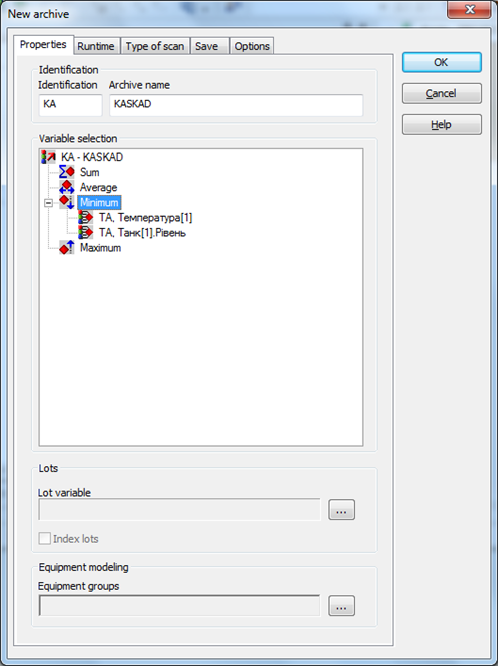 New archive
Properties Runtime Type of scan Save Options
Identification
Identification Archive name
KA KASKAD
Variable selection
KA - KASKAD
Sum
Average
Minimum
TA, Температура[1]
TA, Танк[1].Рівень
Maximum
Lots
Lot variable
...
Index lots
Equipment modeling
Equipment groups
...
OK
Cancel
Help